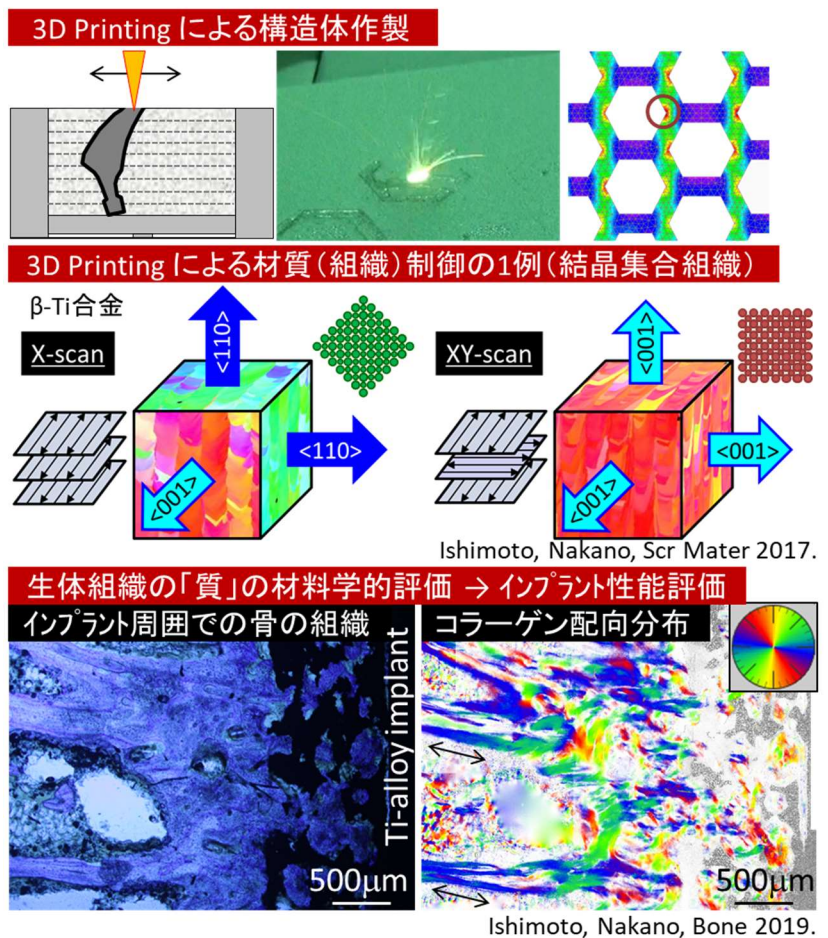 3D Printing による構造体作製
3D Printing による材質（組織）制御の1例（結晶集合組織）
β-Ti合金
X-scan
<110>
<110>
<001>
XY-scan
<001>
<001>
<001>
Ishimoto, Nakano, Scr Mater 2017.
生体組織の「質」の材料学的評価 → インプラント性能評価
インプラント周囲での骨の組織
Ti-alloy implant
500μm
コラーゲン配向分布
500μm
Ishimoto, Nakano, Bone 2019.